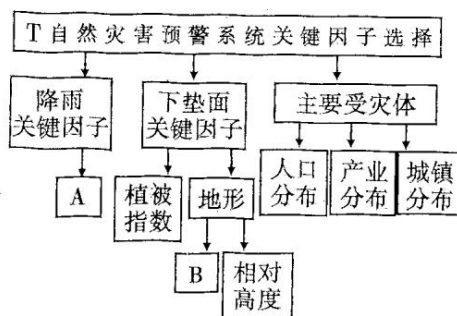 T自然灾害预警系统关键因子选择
降雨
关键因子
下垫面
关键因子
主要受灾体
A
植被
指数
地形
人口
分布
产业
分布
城镇
分布
B
相对
高度